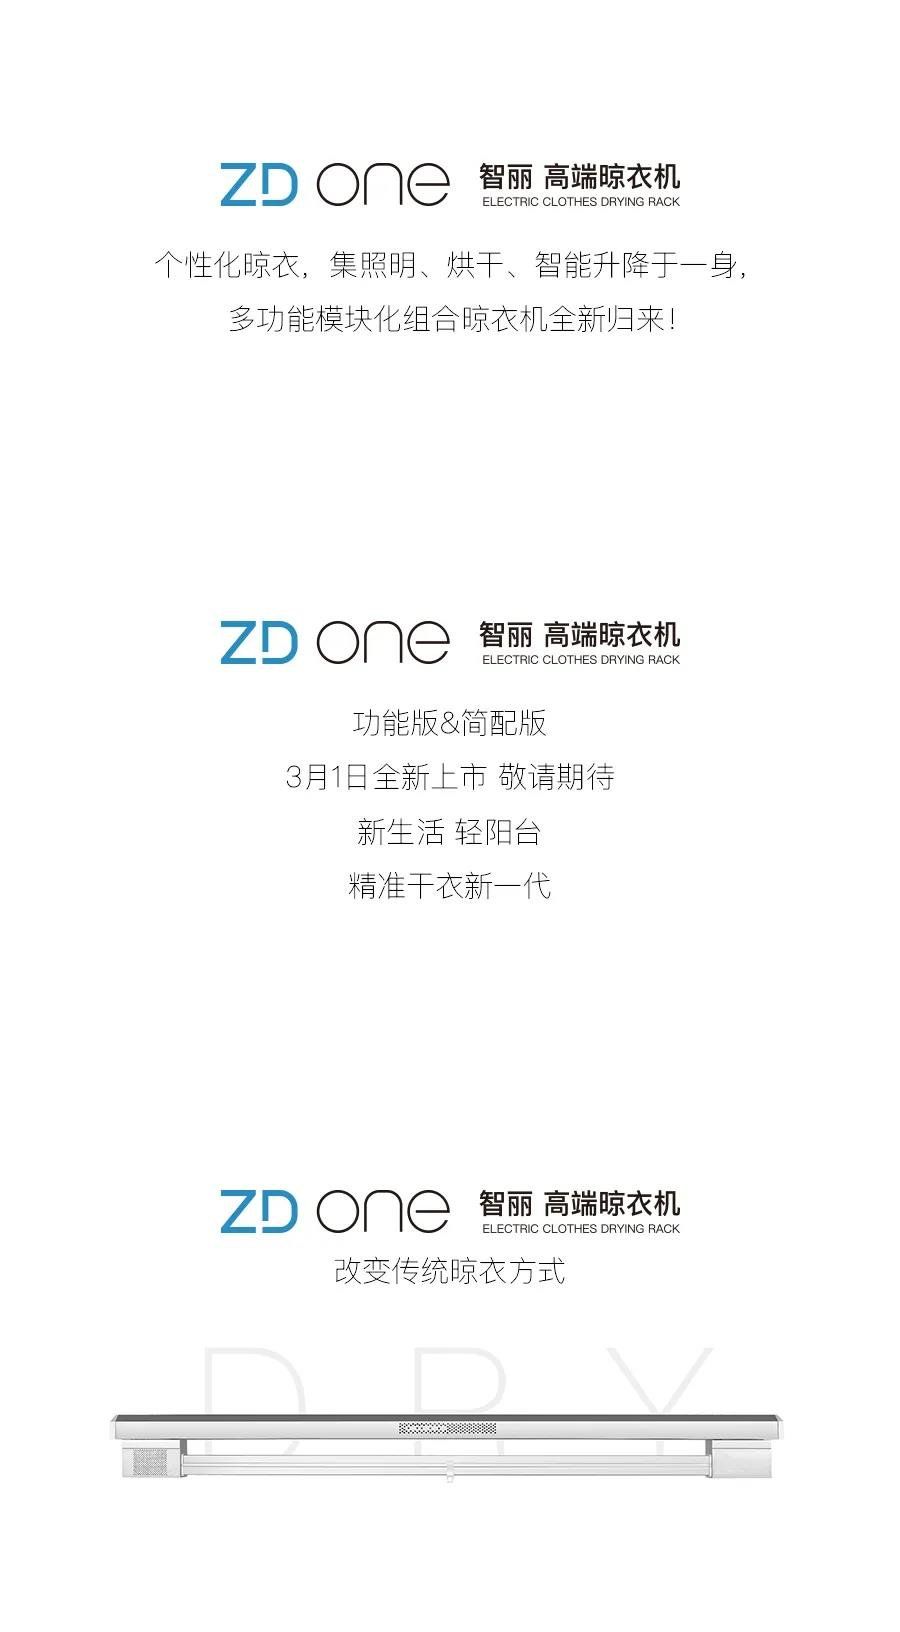 ZD one 智丽 高端晾衣机
ELECTRIC CLOTHES DRYING RACK
个性化晾衣，集照明、烘干、智能升降于一身，
多功能模块化组合晾衣机全新归来！
ZD one 智丽 高端晾衣机
ELECTRIC CLOTHES DRYING RACK
功能版&简配版
3月1日全新上市 敬请期待
新生活 轻阳台
精准干衣新一代
ZD one 智丽 高端晾衣机
ELECTRIC CLOTHES DRYING RACK
改变传统晾衣方式
DRY